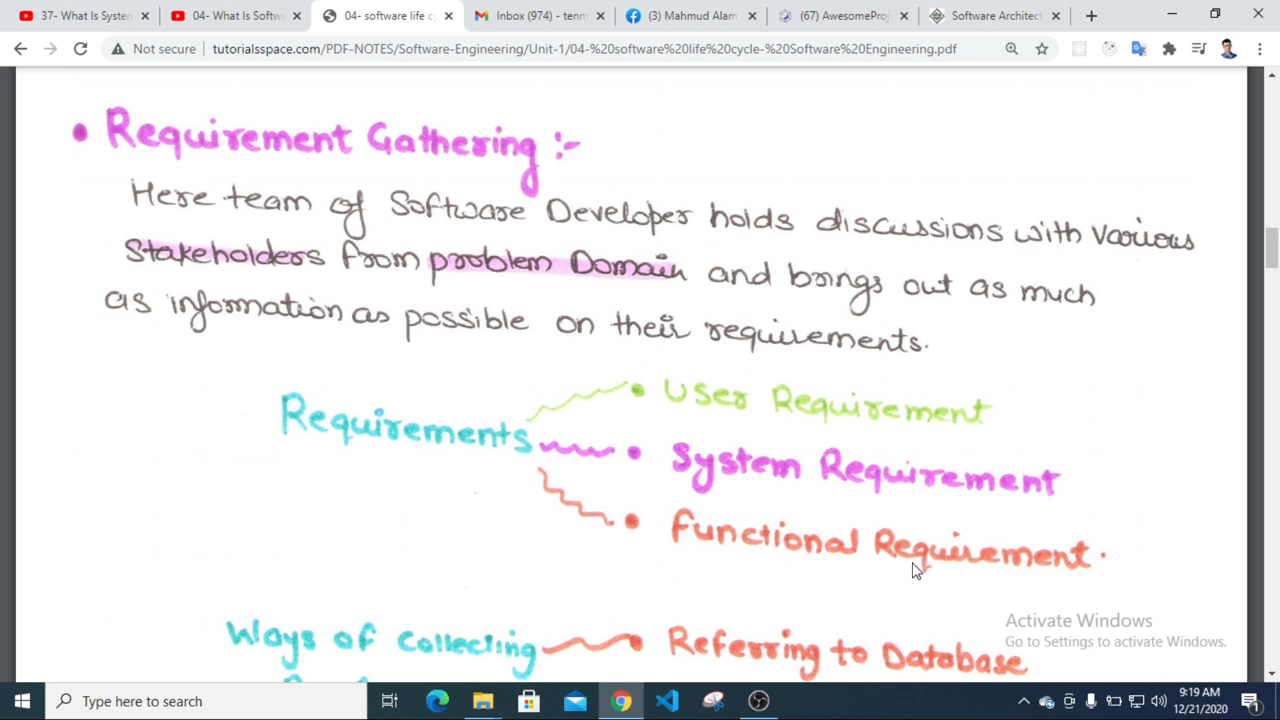 37- What Is System
04- What Is Softw
04- software life cy
Inbox (974) - tenm
(3) Mahmud Alam
(67) AwesomeProj
Software Architect
Not secure
tutorialsspace.com/PDF-NOTES/Software-Engineering/Unit-1/04-%20software%20life%20cycle-%20Software%20Engineering.pdf
• Requirement Gathering :-
Here team of Software Developer holds discussions with various
Stakeholders from problem Domain and brings out as much
as information as possible on their requirements.
Requirements
• User Requirement
• System Requirement
• Functional Requirement.
Ways of Collecting
• Referring to Database
Activate Windows
Go to Settings to activate Windows.
Type here to search
9:19 AM
12/21/2020
1